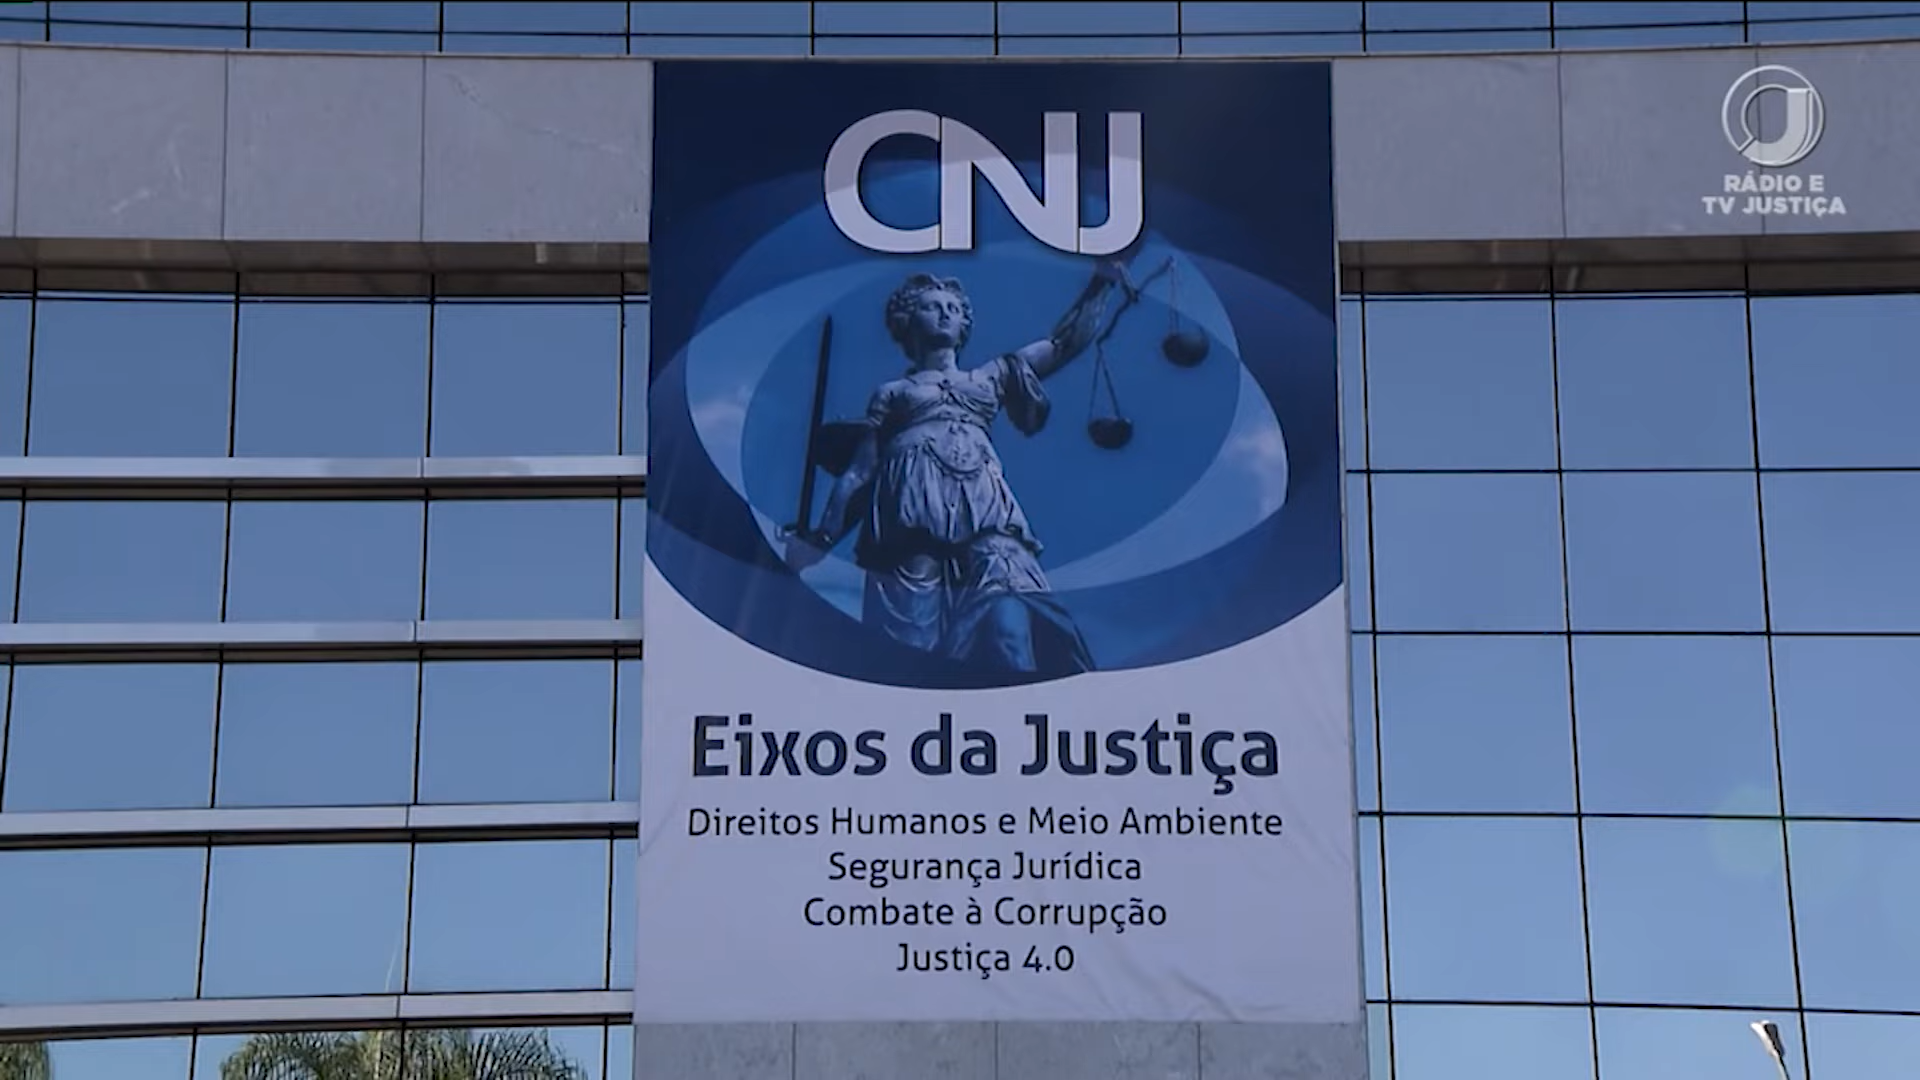 CNJ
RÁDIO E
TV JUSTIÇA
Eixos da Justiça
Direitos Humanos e Meio Ambiente
Segurança Jurídica
Combate à Corrupção
Justiça 4.0